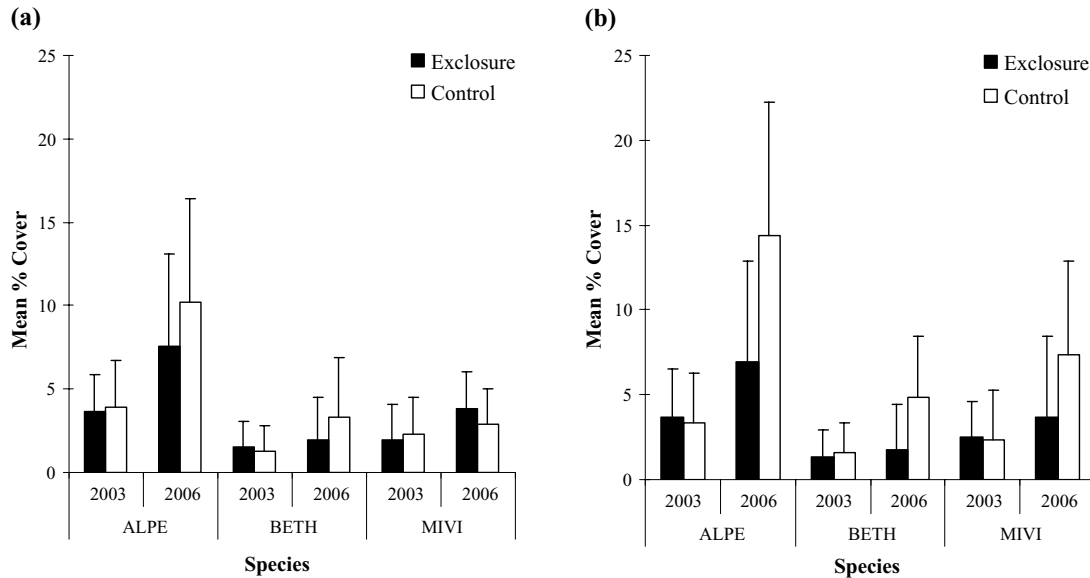 (a)
25
20
15
10
5
0
Mean % Cover
Exclosure
Control
2003 2006 2003 2006 2003 2006
ALPE BETH MIVI
Species
(b)
25
20
15
10
5
0
Mean % Cover
Exclosure
Control
2003 2006 2003 2006 2003 2006
ALPE BETH MIVI
Species